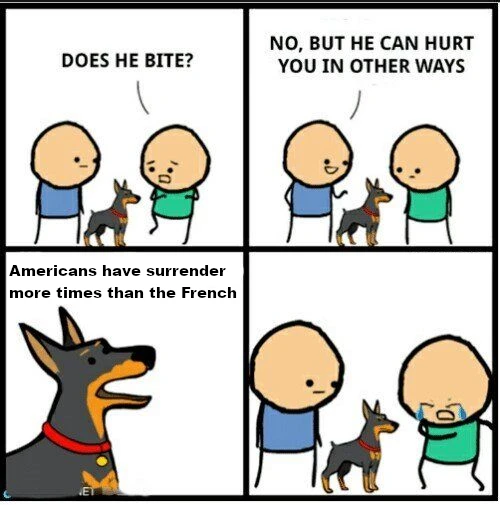 DOES HE BITE?
NO, BUT HE CAN HURT
YOU IN OTHER WAYS
Americans have surrender
more times than the French